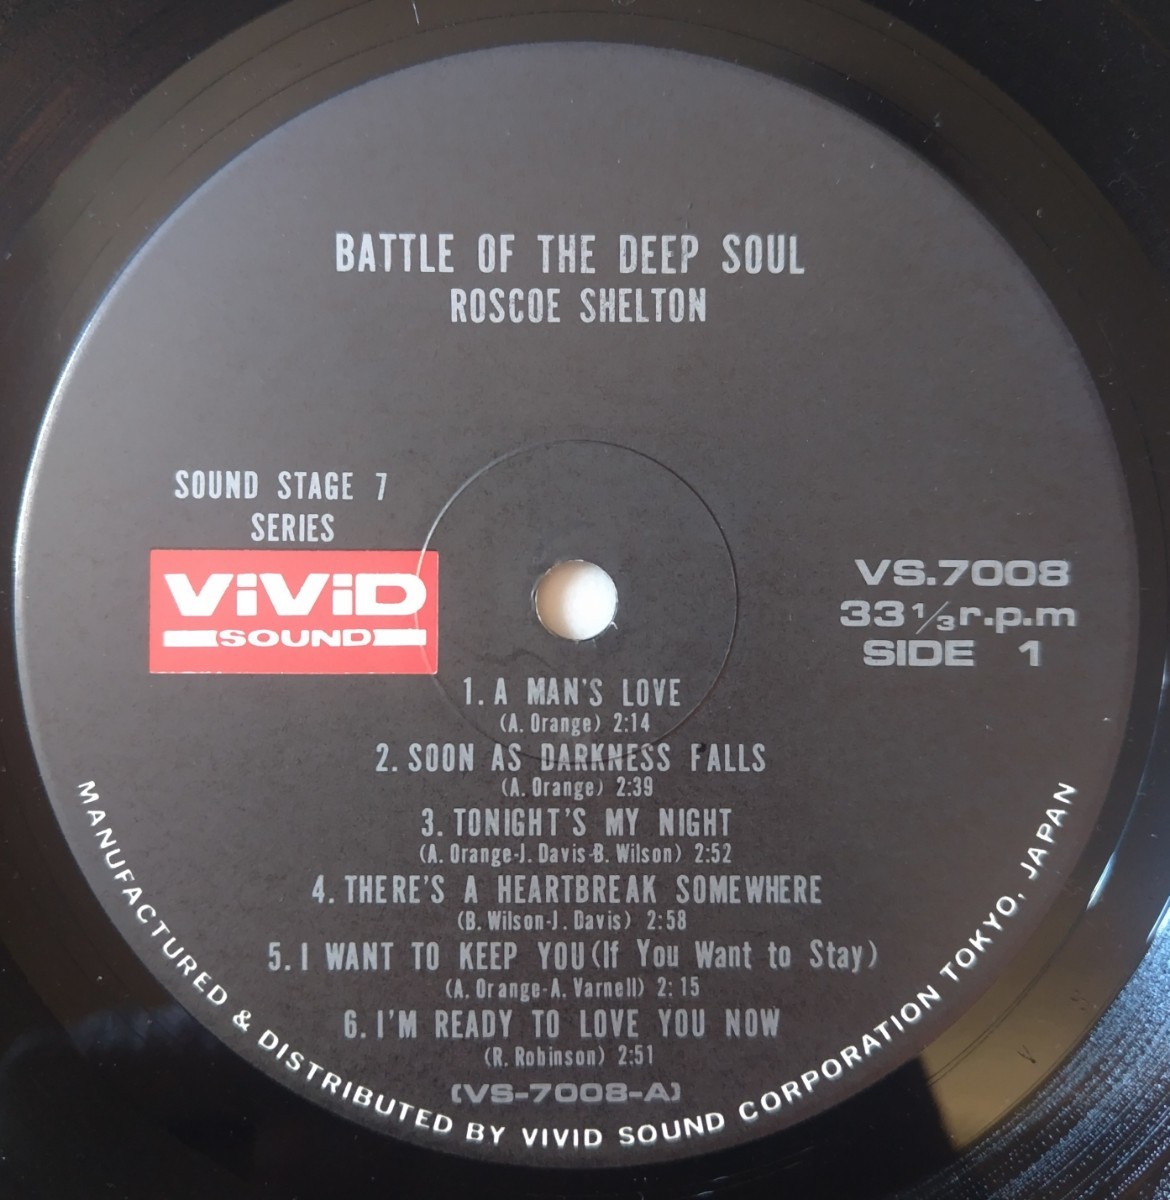 BATTLE OF THE DEEP SOUL
ROSCOE SHELTON
SOUND STAGE 7
SERIES
ViViD
SOUND
VS.7008
33 1/3 r.p.m
SIDE 1
1. A MAN'S LOVE
(A. Orange) 2:14
2. SOON AS DARKNESS FALLS
(A. Orange) 2:39
3. TONIGHT'S MY NIGHT
(A. Orange-J. Davis-B. Wilson) 2:52
4. THERE'S A HEARTBREAK SOMEWHERE
(B. Wilson-J. Davis) 2:58
5. I WANT TO KEEP YOU (If You Want to Stay)
(A. Orange-A. Varnell) 2:15
6. I'M READY TO LOVE YOU NOW
(R. Robinson) 2:51
(VS-7008-A)
MANUFACTURED & DISTRIBUTED BY VIVID SOUND CORPORATION TOKYO, JAPAN